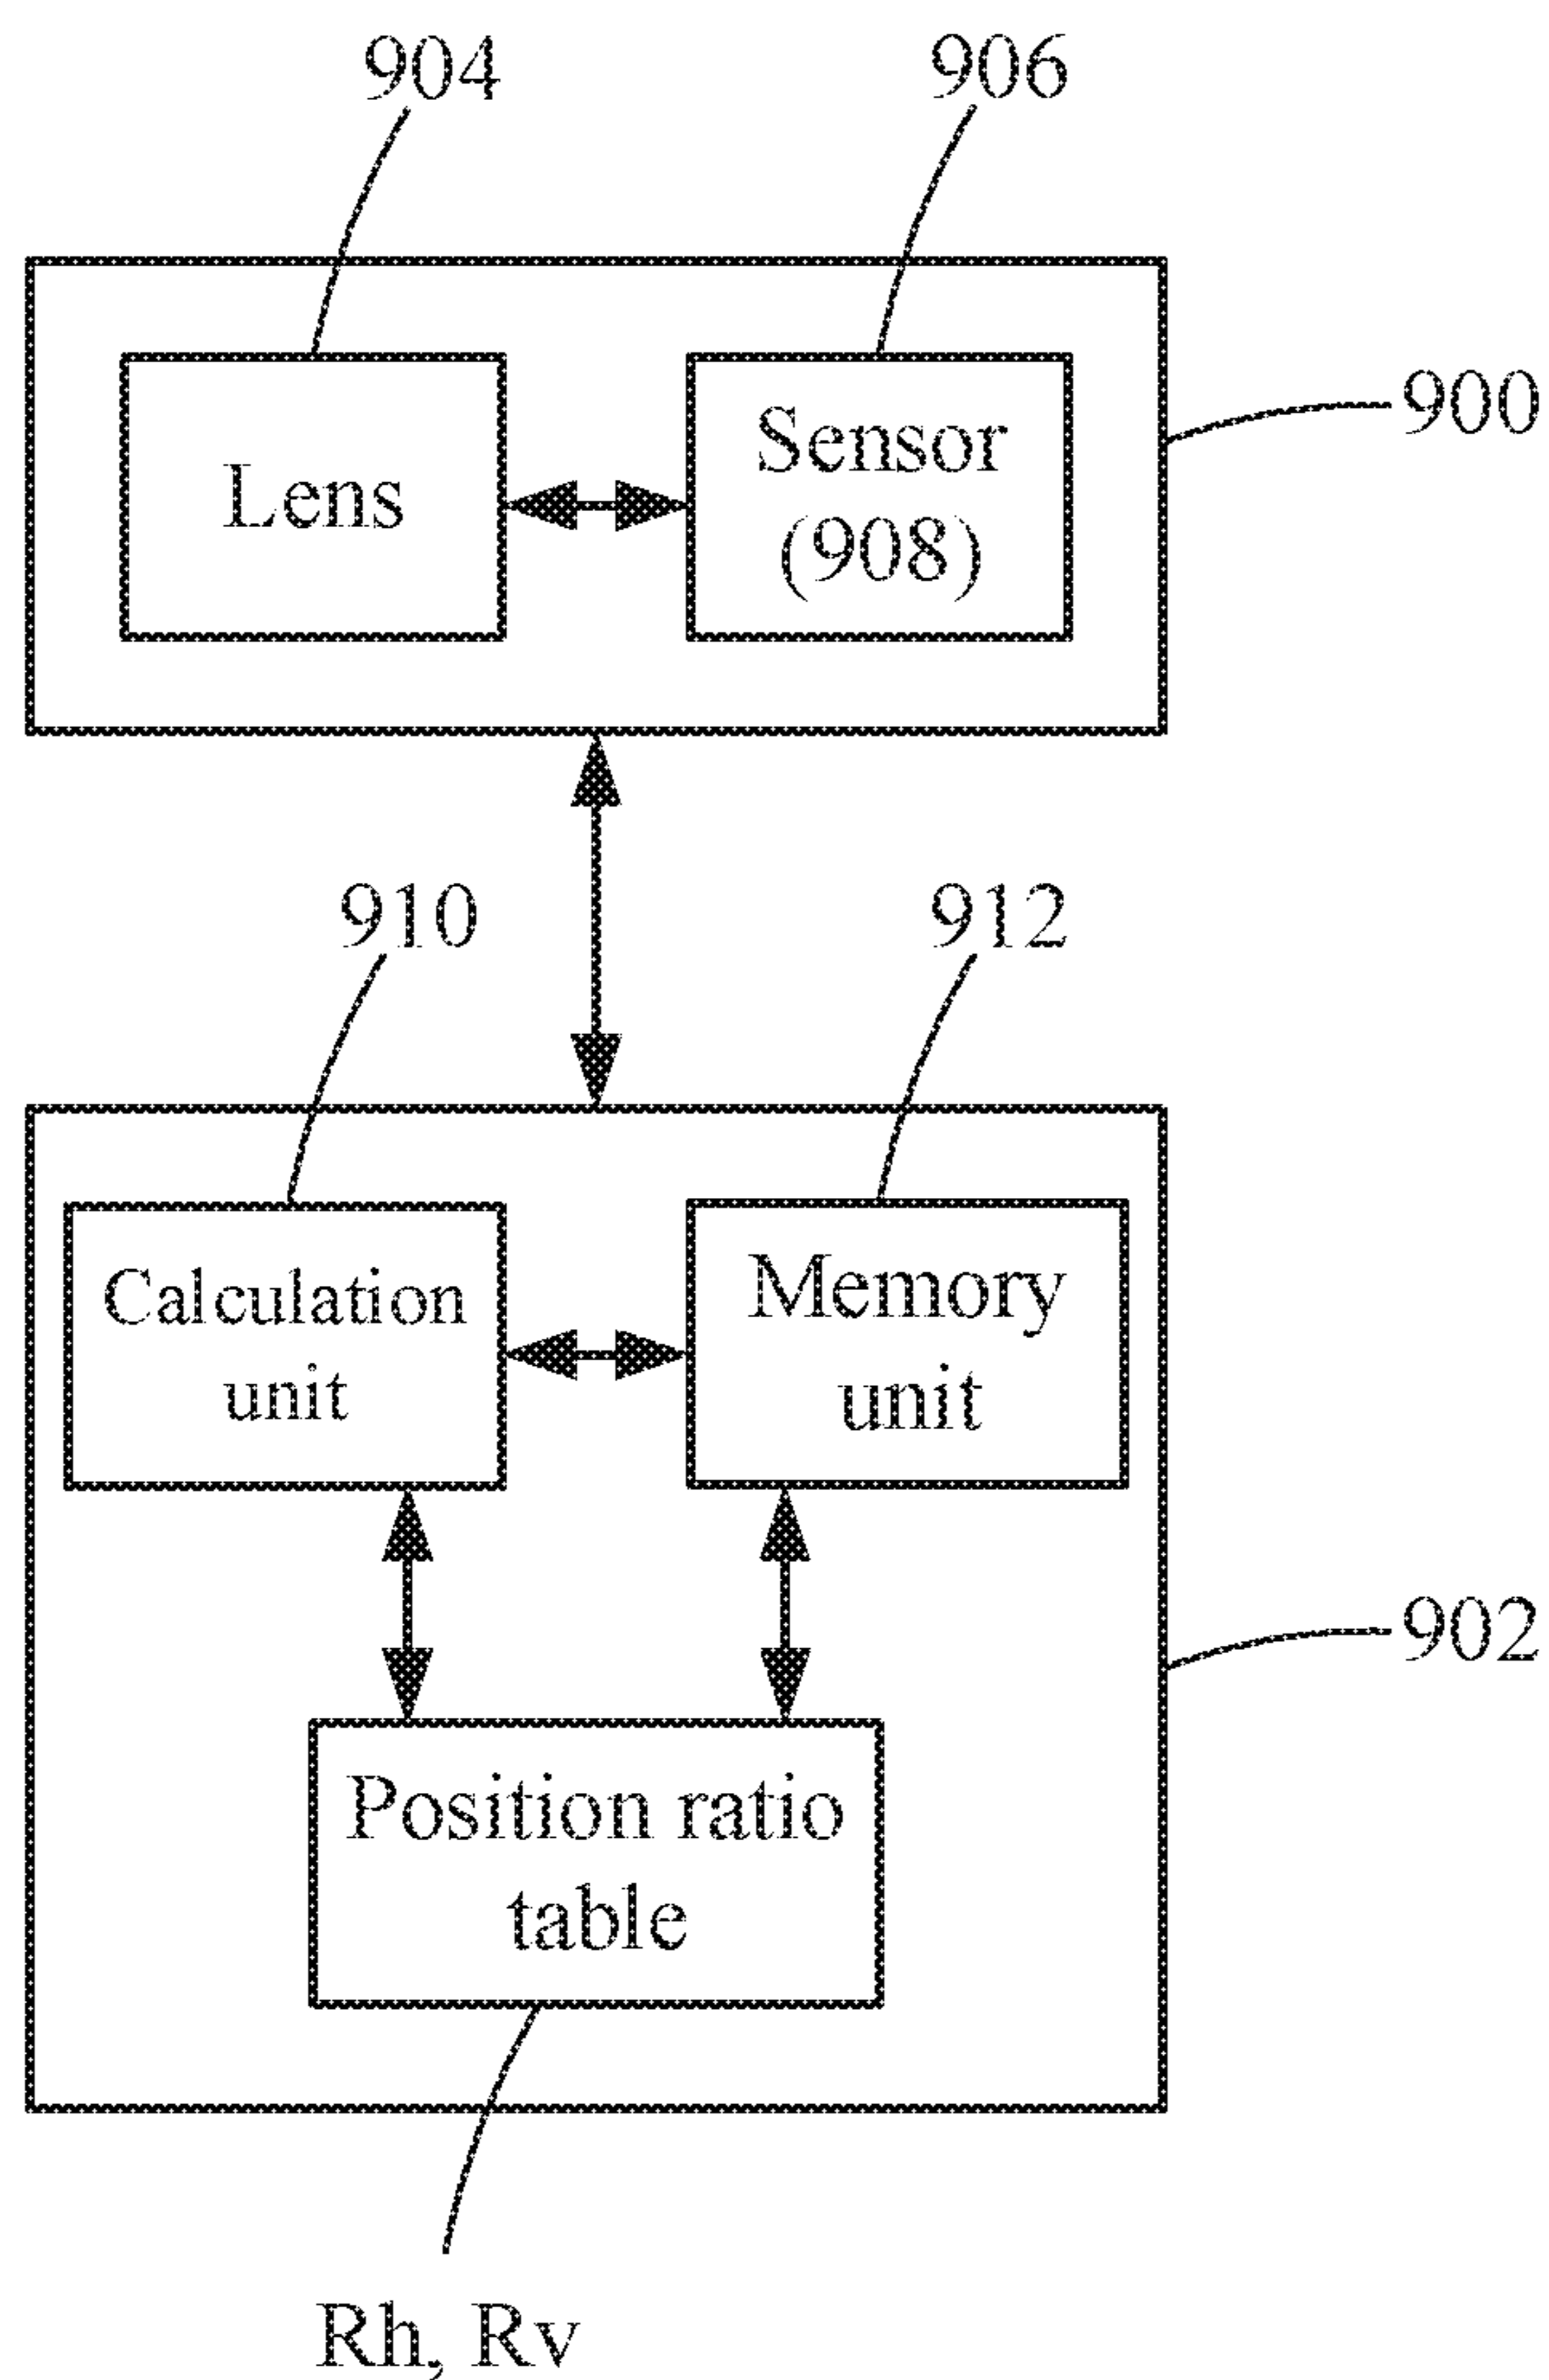 904
906
900
Lens
Sensor
(908)
910
912
Calculation
unit
Memory
unit
902
Position ratio
table
Rh, Rv